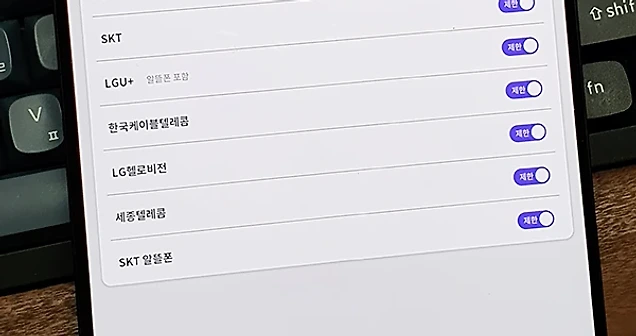 제한
SKT 제한
LGU+ 알뜰폰 포함 제한
한국케이블텔레콤 제한
LG헬로비전 제한
세종텔레콤 제한
SKT 알뜰폰
V
ㅍ
⇧ shif
fn